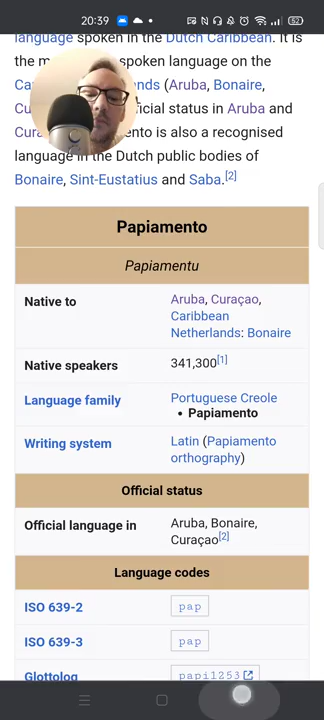 20:39
62
language spoken in the Dutch Caribbean. It is
the m spoken language on the
Ca nds (Aruba, Bonaire,
Cu icial status in Aruba and
Cura ento is also a recognised
language in the Dutch public bodies of
Bonaire, Sint-Eustatius and Saba.[2]
Papiamento
Papiamentu
Native to Aruba, Curaçao,
Caribbean
Netherlands: Bonaire
Native speakers 341,300[1]
Language family Portuguese Creole
• Papiamento
Writing system Latin (Papiamento
orthography)
Official status
Official language in Aruba, Bonaire,
Curaçao[2]
Language codes
ISO 639-2 pap
ISO 639-3 pap
Glottolog papi1253